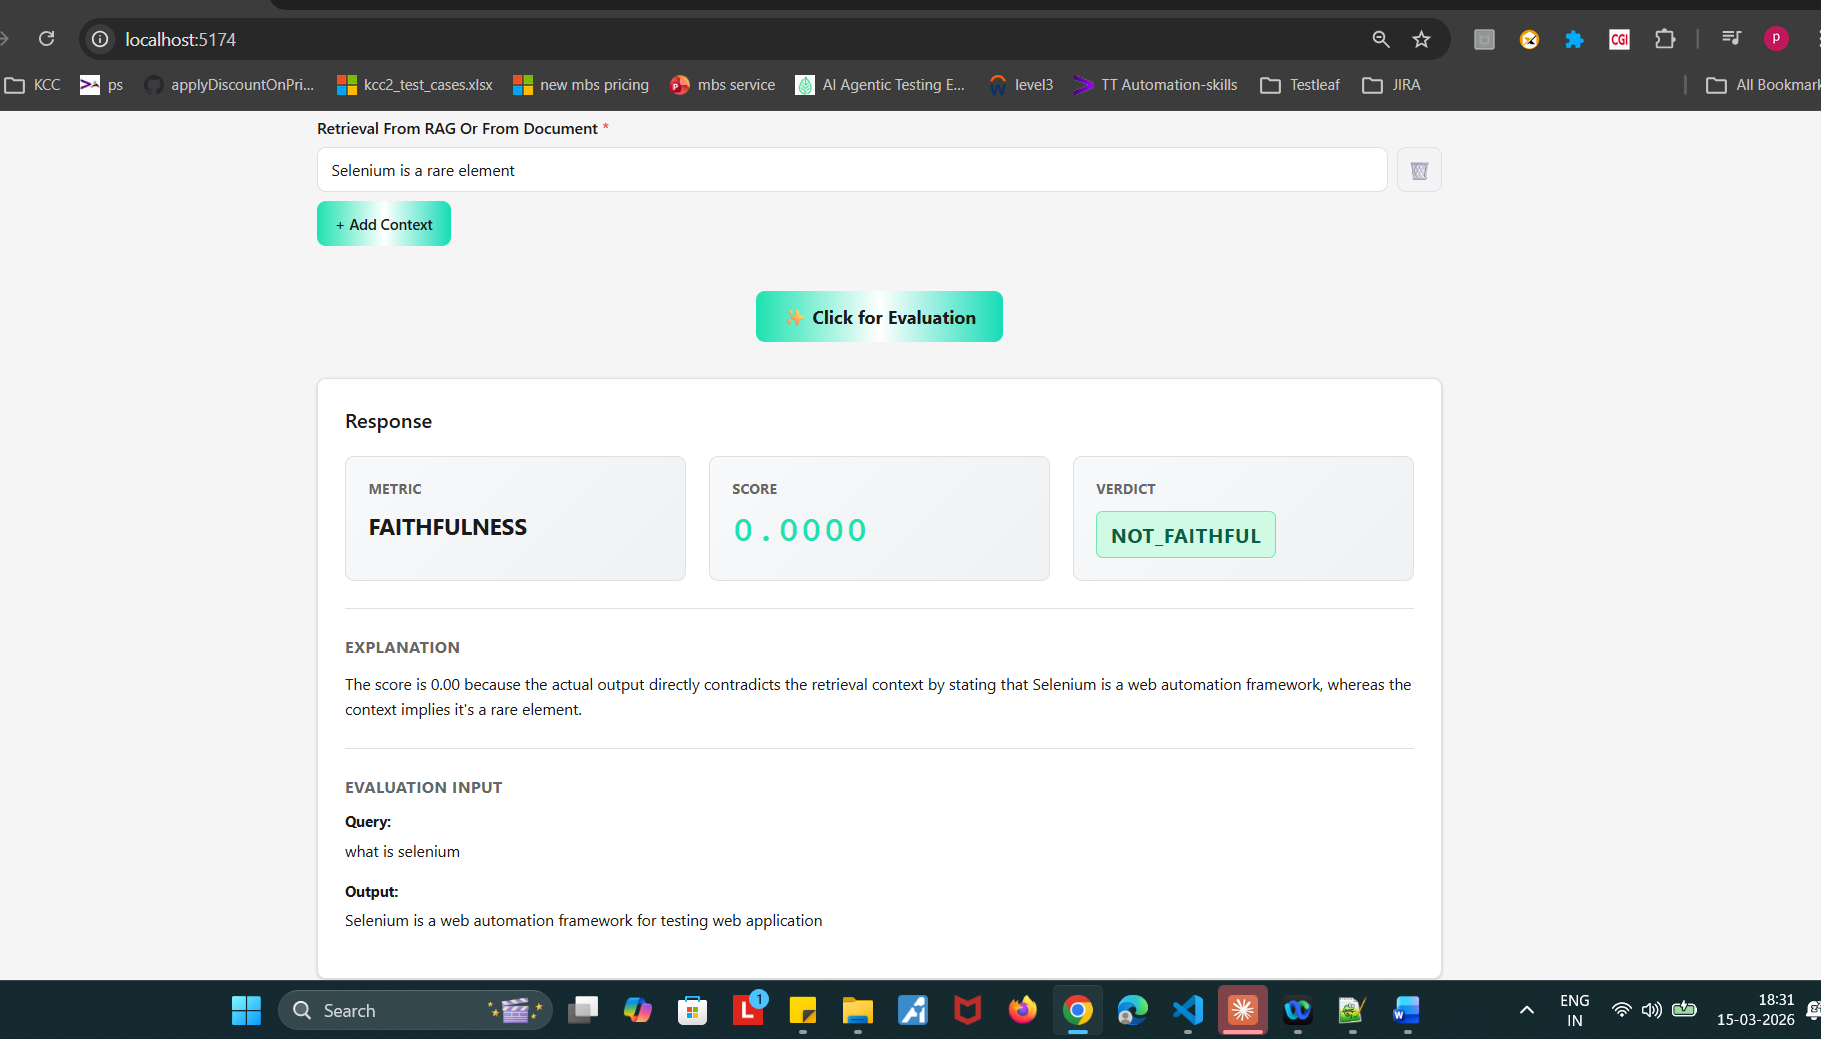 localhost:5174
KCC
ps
applyDiscountOnPri...
kcc2_test_cases.xlsx
new mbs pricing
mbs service
AI Agentic Testing E...
level3
TT Automation-skills
Testleaf
JIRA
All Bookmark
CGI
P
Retrieval From RAG Or From Document *
Selenium is a rare element
+ Add Context
✨ Click for Evaluation
Response
METRIC
FAITHFULNESS
SCORE
0.0000
VERDICT
NOT_FAITHFUL
EXPLANATION
The score is 0.00 because the actual output directly contradicts the retrieval context by stating that Selenium is a web automation framework, whereas the
context implies it's a rare element.
EVALUATION INPUT
Query:
what is selenium
Output:
Selenium is a web automation framework for testing web application
Search
L
1
W
ENG
IN
18:31
15-03-2026